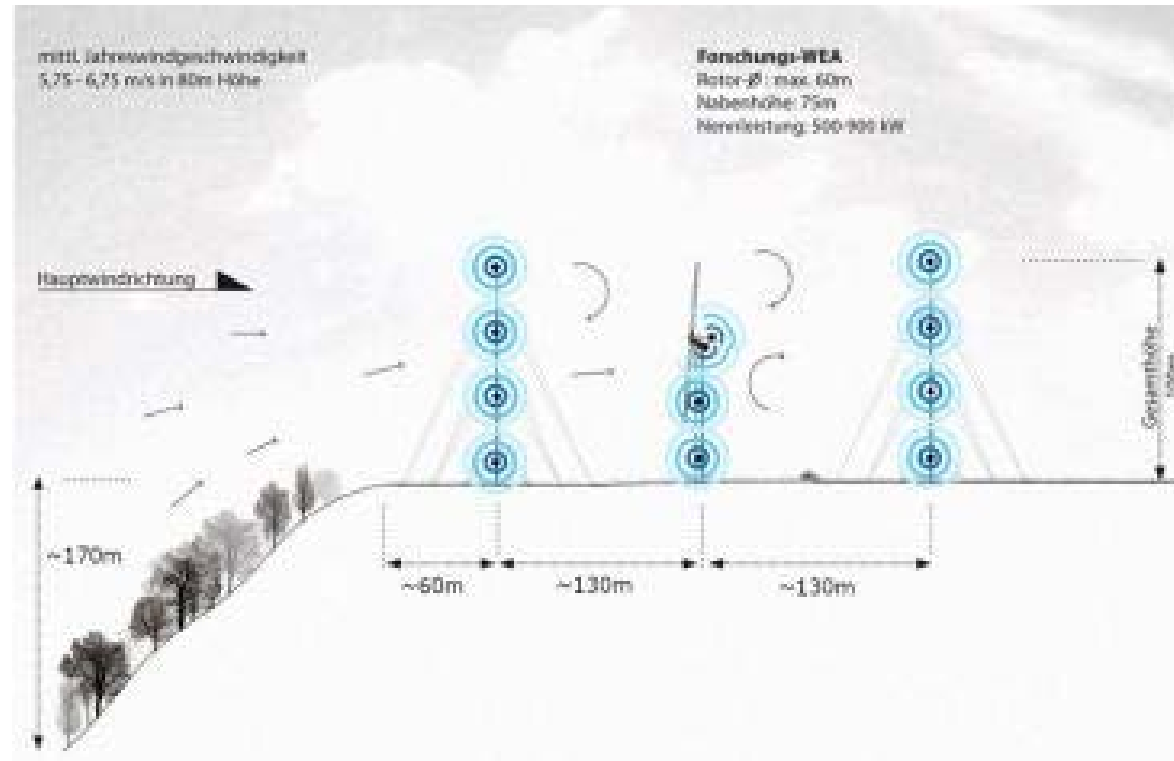 mittl. Jahreswindgeschwindigkeit
5,75 - 6,75 m/s in 80m Höhe
Forschungs-WEA
Rotor-Ø : max. 60m
Nabenhöhe: 75m
Nennleistung: 500-900 kW
Hauptwindrichtung
Gesamthöhe
~170m
~60m
~130m
~130m